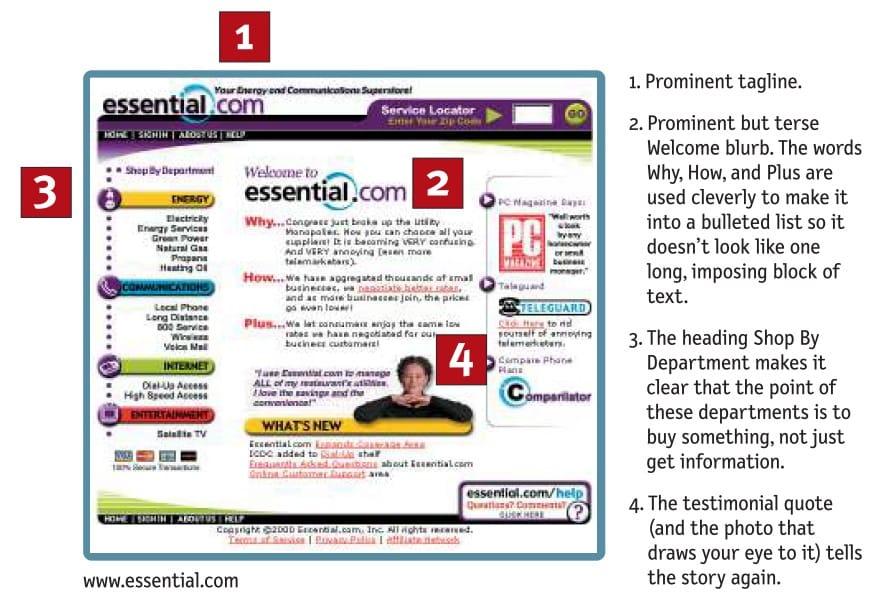 1
Your Energy and Communications Superstore!
essential.com
Service Locator
Enter Your Zip Code
GO
HOME | SIGN IN | ABOUT US | HELP
3
Shop By Department
ENERGY
Electricity
Energy Services
Green Power
Natural Gas
Propane
Heating Oil
COMMUNICATIONS
Local Phone
Long Distance
800 Service
Wireless
Voice Mail
INTERNET
Dial-Up Access
High Speed Access
ENTERTAINMENT
Satellite TV
100% Secure Transactions
Welcome to
essential.com
2
Why... Congress just broke up the Utility
Monopolies. Now you can choose all your
suppliers! It is becoming VERY confusing.
And VERY annoying (even more
telemarketers).
How... We have aggregated thousands of small
businesses, we negotiate better rates,
and as more businesses join, the prices
go even lower!
Plus... We let consumers enjoy the same low
rates we have negotiated for our
business customers!
4
"I use Essential.com to manage
ALL of my restaurant's utilities.
I love the savings and the
convenience!"
WHAT'S NEW
Essential.com Expands Coverage Area
ICDC added to Dial-Up shelf
Frequently Asked Questions about Essential.com
Online Customer Support area
PC Magazine Says:
PC
MAGAZINE
"Well worth
a look
by any
homeowner
or small
business
manager."
Teleguard
TELEGUARD
Click Here to rid
yourself of annoying
telemarketers.
Compare Phone
Plans
Comparilator
essential.com/help
Questions? Comments?
CLICK HERE
?
HOME | SIGN IN | ABOUT US | HELP
Copyright ©2000 Essential.com, Inc. All rights reserved.
Terms of Service | Privacy Policy | Affiliate Network
www.essential.com
1. Prominent tagline.
2. Prominent but terse
Welcome blurb. The words
Why, How, and Plus are
used cleverly to make it
into a bulleted list so it
doesn't look like one
long, imposing block of
text.
3. The heading Shop By
Department makes it
clear that the point of
these departments is to
buy something, not just
get information.
4. The testimonial quote
(and the photo that
draws your eye to it) tells
the story again.